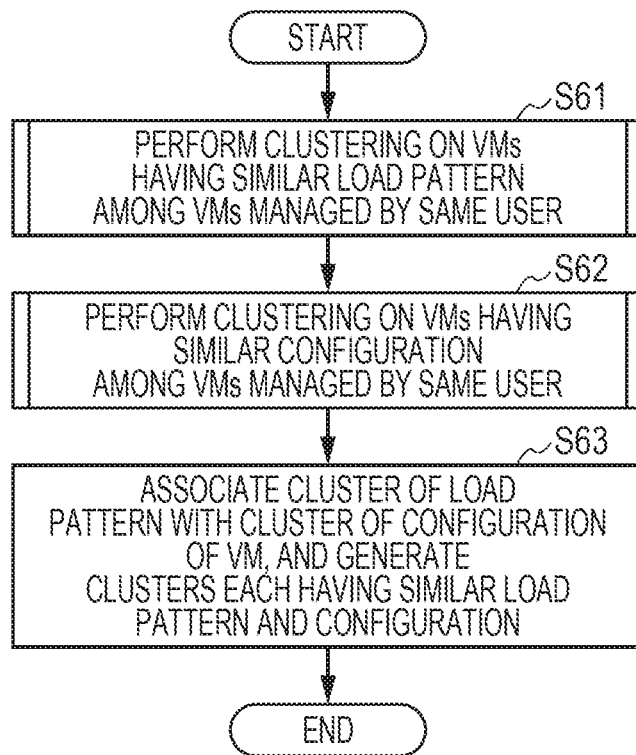 START
S61
PERFORM CLUSTERING ON VMs
HAVING SIMILAR LOAD PATTERN
AMONG VMs MANAGED BY SAME USER
S62
PERFORM CLUSTERING ON VMs HAVING
SIMILAR CONFIGURATION
AMONG VMs MANAGED BY SAME USER
S63
ASSOCIATE CLUSTER OF LOAD
PATTERN WITH CLUSTER OF CONFIGURATION
OF VM, AND GENERATE
CLUSTERS EACH HAVING SIMILAR LOAD
PATTERN AND CONFIGURATION
END